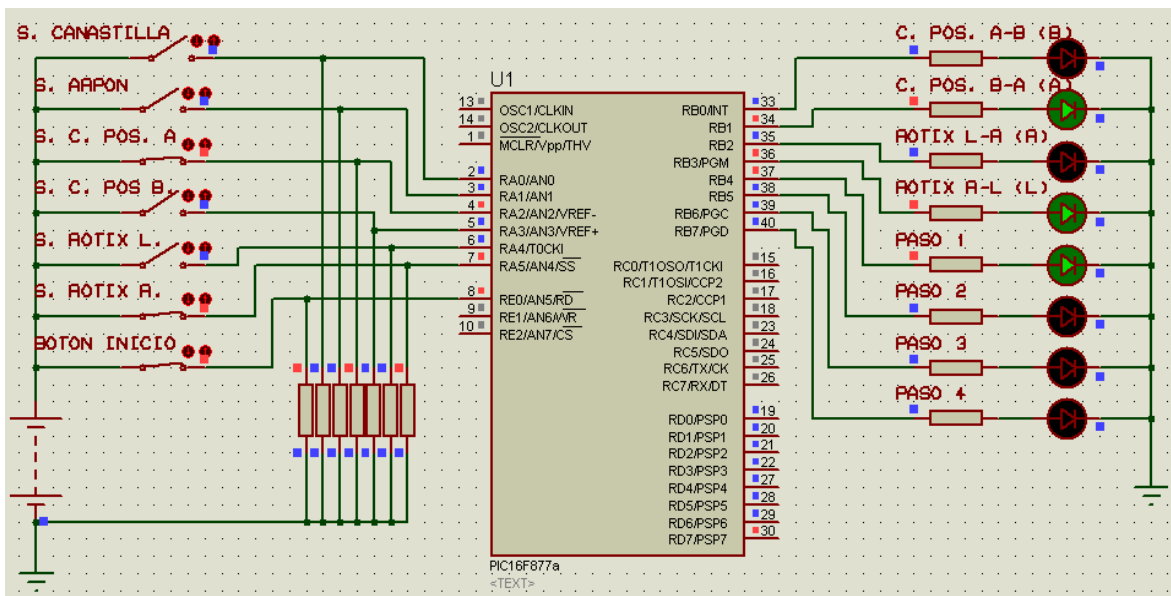 S. CANASTILLA
S. ARPON
S. C. POS. A
S. C. POS B.
S. ROTIX L.
S. ROTIX R.
BOTON INICIO
U1
13 OSC1/CLKIN
14 OSC2/CLKOUT
1 MCLR/Vpp/THV
2 RA0/AN0
3 RA1/AN1
4 RA2/AN2/VREF-
5 RA3/AN3/VREF+
6 RA4/T0CKI
7 RA5/AN4/SS
8 RE0/AN5/RD
9 RE1/AN6/WR
10 RE2/AN7/CS
RB0/INT 33
RB1 34
RB2 35
RB3/PGM 36
RB4 37
RB5 38
RB6/PGC 39
RB7/PGD 40
RC0/T1OSO/T1CKI 15
RC1/T1OSI/CCP2 16
RC2/CCP1 17
RC3/SCK/SCL 18
RC4/SDI/SDA 23
RC5/SDO 24
RC6/TX/CK 25
RC7/RX/DT 26
RD0/PSP0 19
RD1/PSP1 20
RD2/PSP2 21
RD3/PSP3 22
RD4/PSP4 27
RD5/PSP5 28
RD6/PSP6 29
RD7/PSP7 30
PIC16F877a
<TEXT>
C. POS. A-B (B)
C. POS. B-A (A)
ROTIX L-R (R)
ROTIX R-L (L)
PASO 1
PASO 2
PASO 3
PASO 4